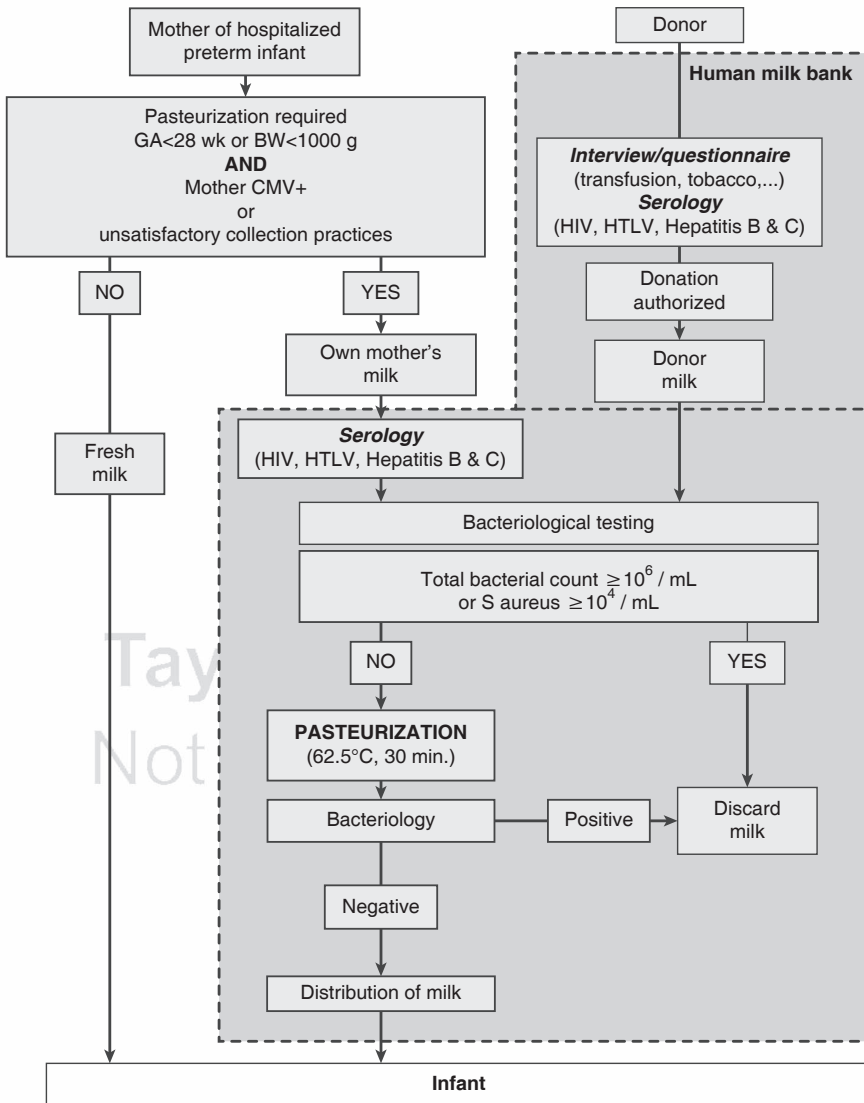 Mother of hospitalized
preterm infant
Donor
Human milk bank
Pasteurization required
GA<28 wk or BW<1000 g
AND
Mother CMV+
or
unsatisfactory collection practices
Interview/questionnaire
(transfusion, tobacco,...)
Serology
(HIV, HTLV, Hepatitis B & C)
NO
YES
Donation
authorized
Own mother's
milk
Donor
milk
Fresh
milk
Serology
(HIV, HTLV, Hepatitis B & C)
Bacteriological testing
Total bacterial count ≥10⁶ / mL
or S aureus ≥10⁴ / mL
NO
YES
Tay
Not
PASTEURIZATION
(62.5°C, 30 min.)
Bacteriology
Positive
Discard
milk
Negative
Distribution of milk
Infant